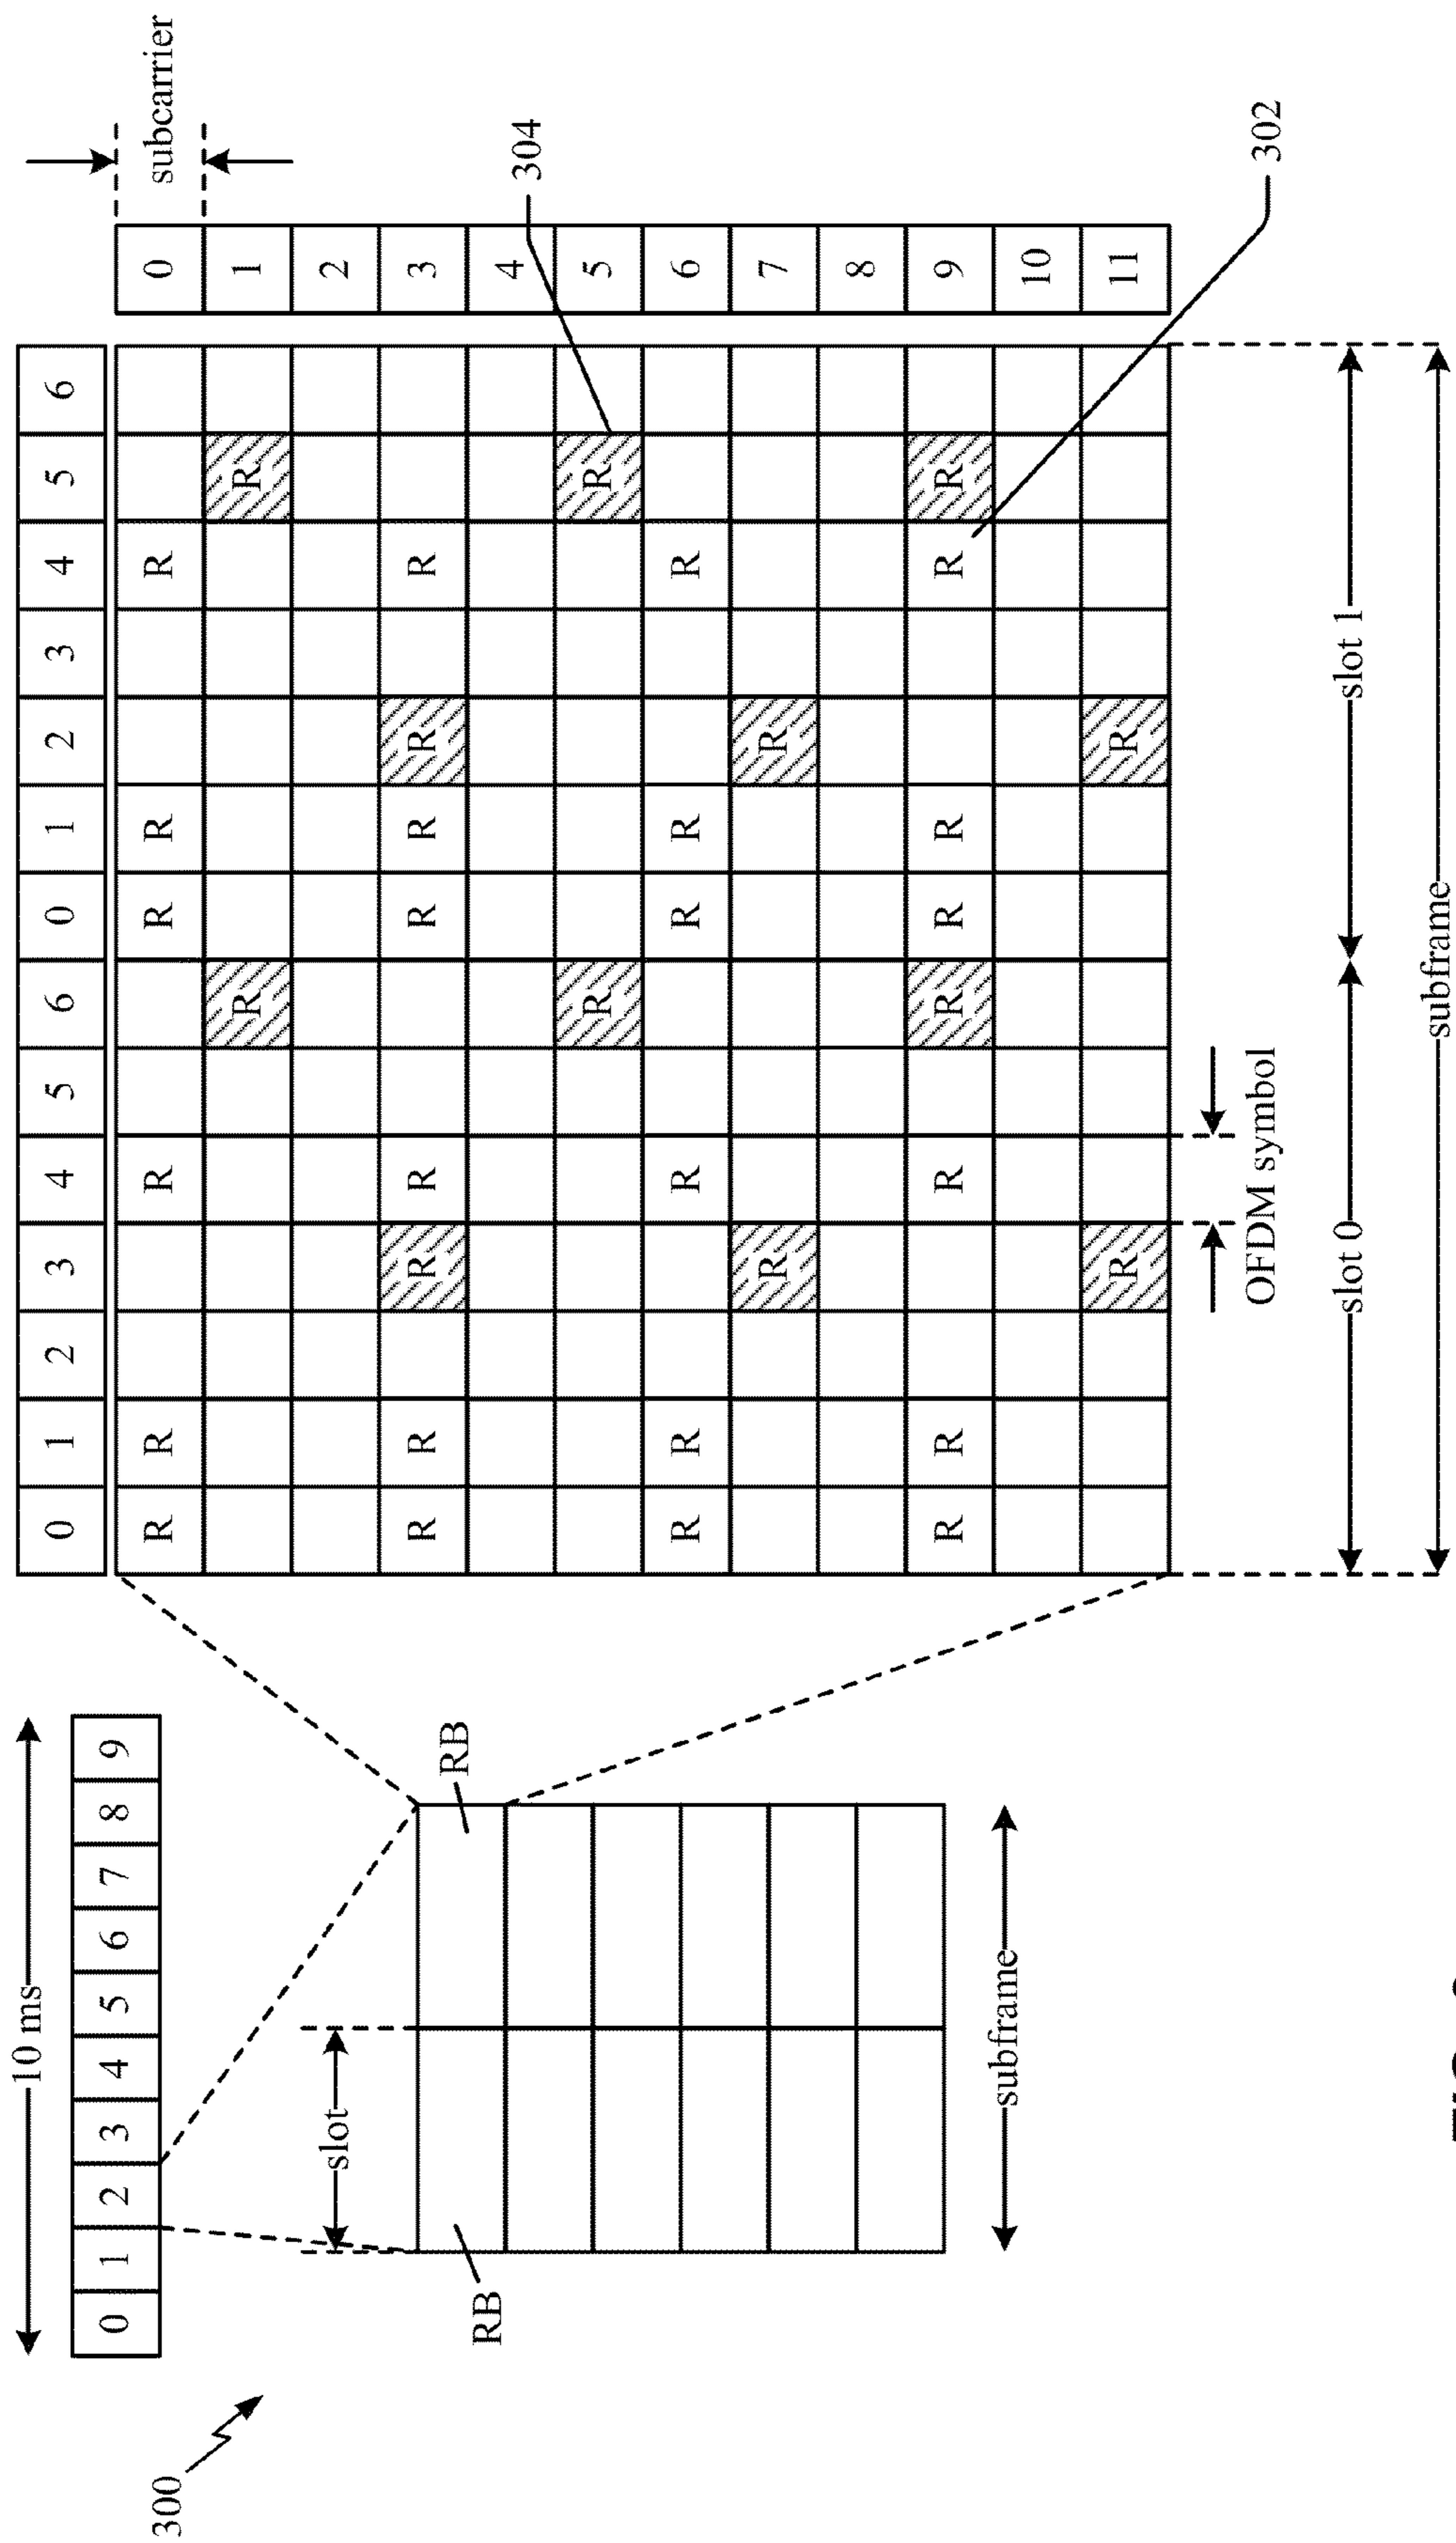 300
10 ms
0 1 2 3 4 5 6 7 8 9
slot
RB
RB
subframe
0 1 2 3 4 5 6 0 1 2 3 4 5 6
subcarrier
R R R R R R 0
R R 1
2
R R R R R R R R 3
4
304
R R 5
R R R R R R 6
R R 7
8
R R R R R R R R 9
10
R R 11
302
OFDM symbol
slot 0
slot 1
subframe